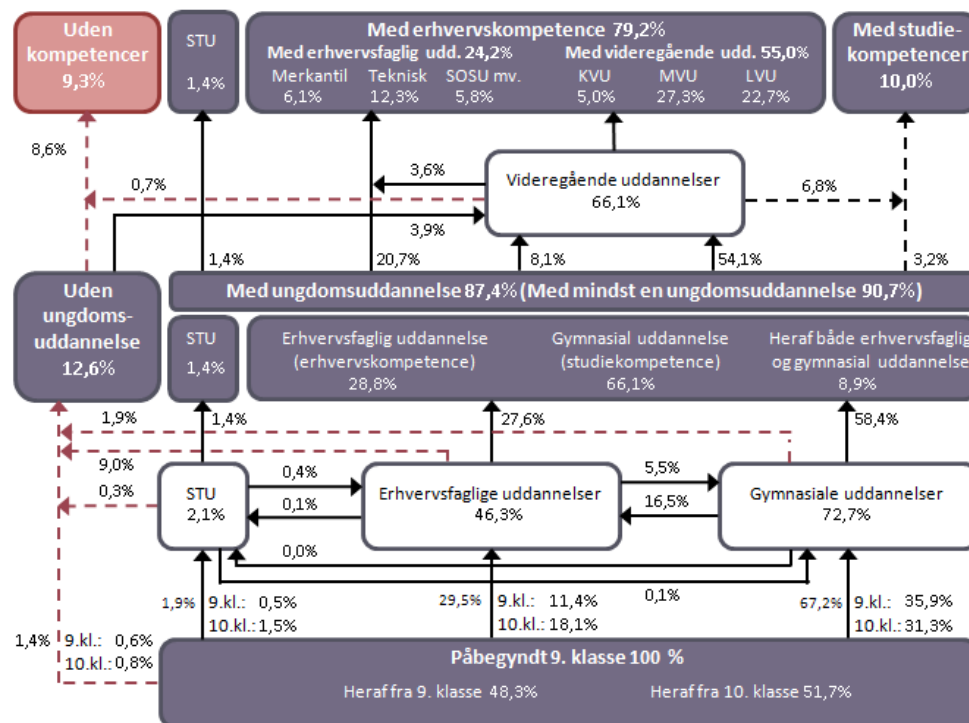 Uden
kompetencer
9,3%
STU
1,4%
Med erhvervskompetence 79,2%
Med erhvervsfaglig udd. 24,2%
Med videregående udd. 55,0%
Merkantil
Teknisk
SOSU mv.
KVU
MVU
LVU
6,1%
12,3%
5,8%
5,0%
27,3%
22,7%
Med studie-
kompetencer
10,0%
8,6%
0,7%
3,6%
Videregående uddannelser
66,1%
6,8%
3,9%
1,4%
20,7%
8,1%
54,1%
3,2%
Uden
ungdoms-
uddannelse
12,6%
Med ungdomsuddannelse 87,4% (Med mindst en ungdomsuddannelse 90,7%)
STU
1,4%
Erhvervsfaglig uddannelse
(erhvervskompetence)
28,8%
Gymnasial uddannelse
(studiekompetence)
66,1%
Heraf både erhvervsfaglig
og gymnasial uddannelse
8,9%
1,9%
1,4%
27,6%
58,4%
9,0%
0,3%
STU
2,1%
0,4%
0,1%
Erhvervsfaglige uddannelser
46,3%
5,5%
16,5%
Gymnasiale uddannelser
72,7%
0,0%
0,1%
1,9%
9.kl.: 0,5%
10.kl.: 1,5%
29,5%
9.kl.: 11,4%
10.kl.: 18,1%
67,2%
9.kl.: 35,9%
10.kl.: 31,3%
1,4%
9.kl.: 0,6%
10.kl.: 0,8%
Påbegyndt 9. klasse 100 %
Heraf fra 9. klasse 48,3%
Heraf fra 10. klasse 51,7%